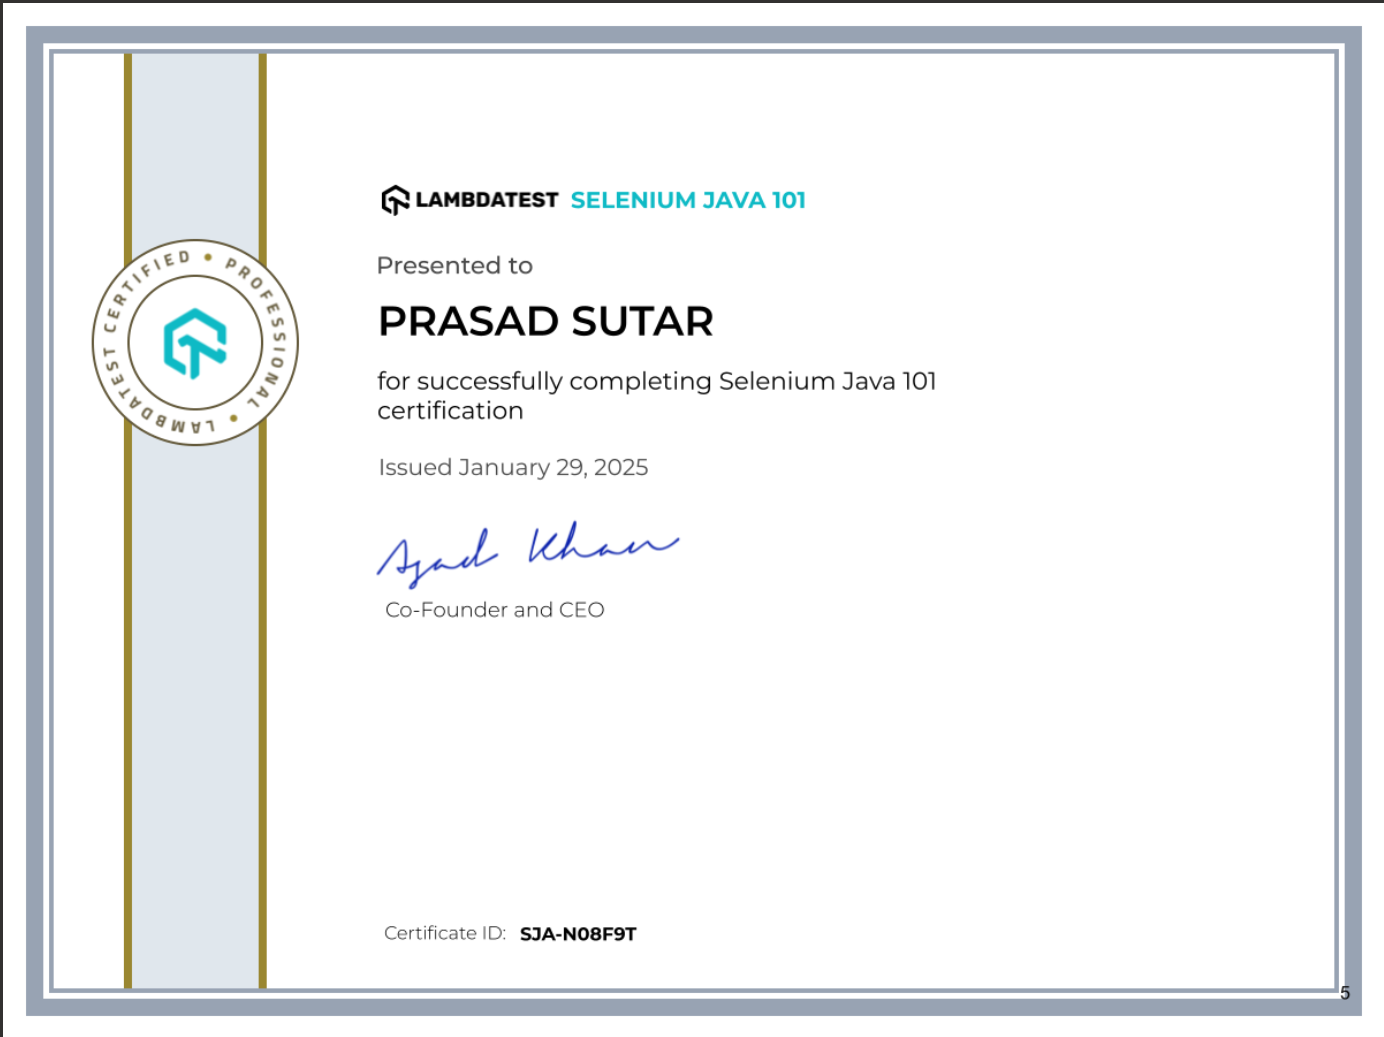 LAMBDATEST SELENIUM JAVA 101
Presented to
PRASAD SUTAR
for successfully completing Selenium Java 101
certification
Issued January 29, 2025
Azad Khan
Co-Founder and CEO
LAMBDATEST CERTIFIED • PROFESSIONAL •
Certificate ID: SJA-N08F9T
5